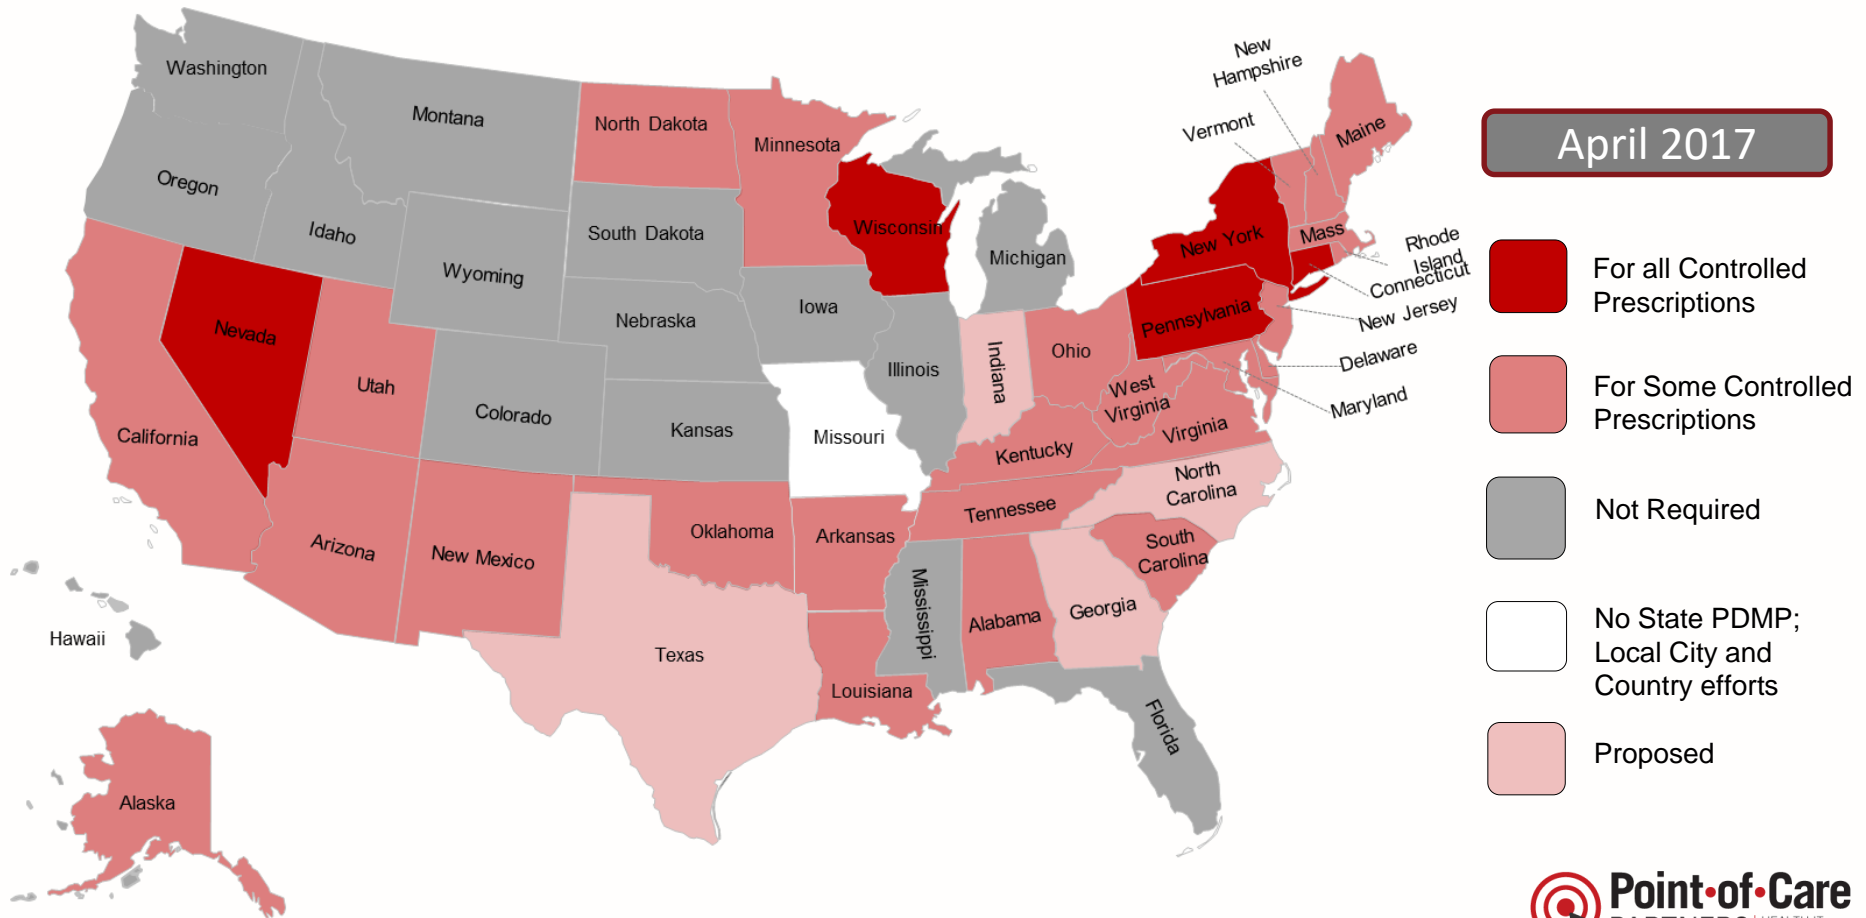 Washington
Montana
North Dakota
Minnesota
Oregon
Idaho
Wyoming
South Dakota
Wisconsin
Michigan
New
Hampshire
Vermont
Maine
New York
Mass
Rhode
Island
Connecticut
New Jersey
Pennsylvania
Delaware
Maryland
Nevada
Utah
California
Colorado
Nebraska
Iowa
Illinois
Indiana
Ohio
West
Virginia
Virginia
Kansas
Missouri
Kentucky
North
Carolina
Tennessee
Arizona
New Mexico
Oklahoma
Arkansas
South
Carolina
Mississippi
Alabama
Georgia
Texas
Louisiana
Florida
Hawaii
Alaska
April 2017
For all Controlled
Prescriptions
For Some Controlled
Prescriptions
Not Required
No State PDMP;
Local City and
Country efforts
Proposed
Point-of-Care